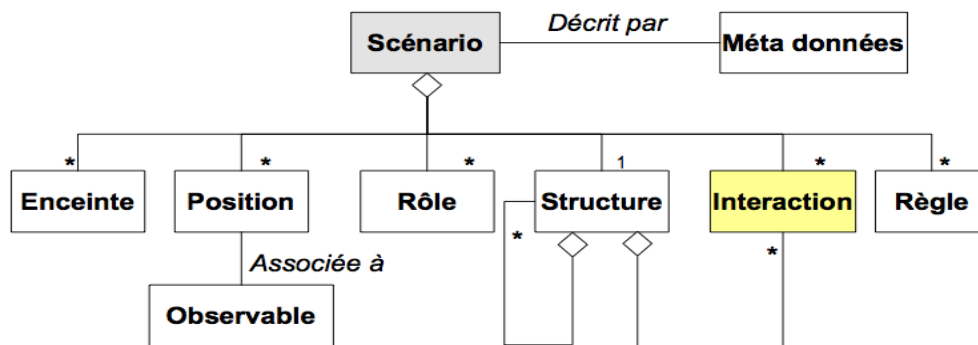 Scénario
Décrit par
Méta données
* * * 1 * *
Enceinte
Position
Rôle
Structure
Interaction
Règle
* *
Associée à
Observable